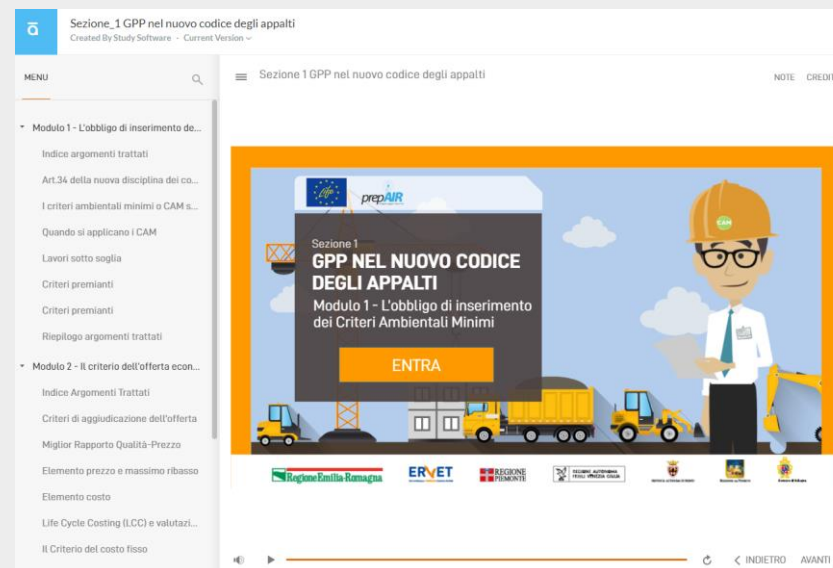 Sezione_1 GPP nel nuovo codice degli appalti
Created By Study Software - Current Version
MENU
Sezione 1 GPP nel nuovo codice degli appalti
NOTE CREDIT
Modulo 1 - L'obbligo di inserimento de...
Indice argomenti trattati
Art.34 della nuova disciplina dei co...
I criteri ambientali minimi o CAM s...
Quando si applicano i CAM
Lavori sotto soglia
Criteri premianti
Criteri premianti
Riepilogo argomenti trattati
Modulo 2 - Il criterio dell'offerta econ...
Indice Argomenti Trattati
Criteri di aggiudicazione dell'offerta
Miglior Rapporto Qualità-Prezzo
Elemento prezzo e massimo ribasso
Elemento costo
Life Cycle Costing (LCC) e valutazi...
Il Criterio del costo fisso
life
prepAIR
CAM
Sezione 1
GPP NEL NUOVO CODICE
DEGLI APPALTI
Modulo 1 - L'obbligo di inserimento
dei Criteri Ambientali Minimi
ENTRA
Regione Emilia-Romagna
ERVET
REGIONE
PIEMONTE
INDIETRO AVANTI